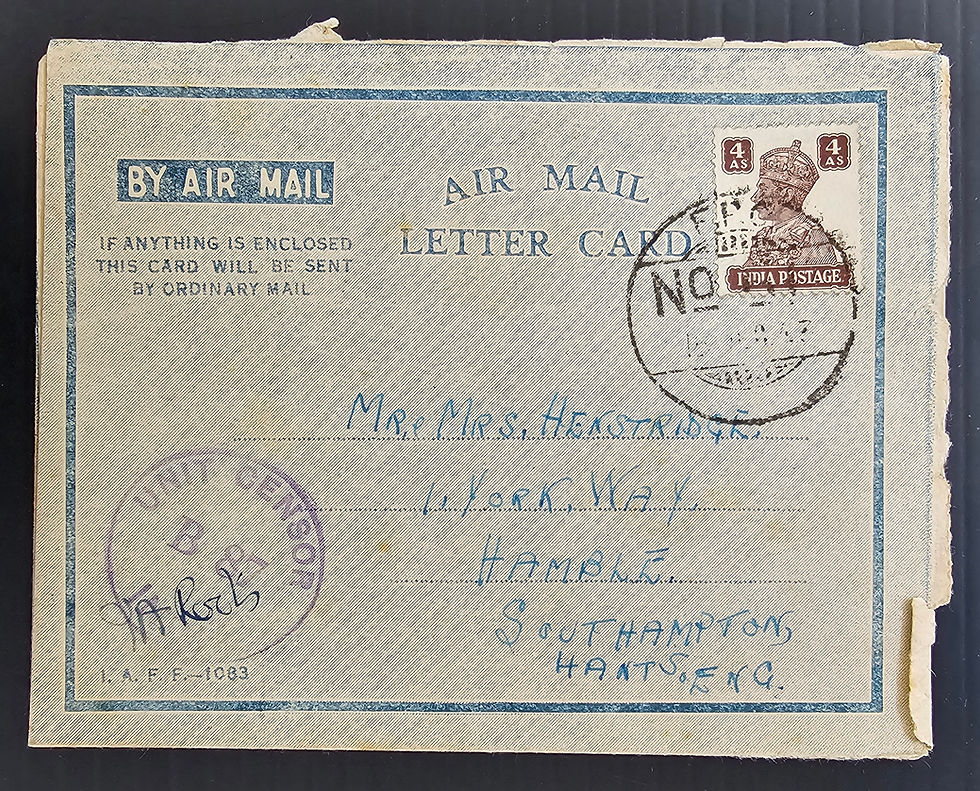 BY AIR MAIL
IF ANYTHING IS ENCLOSED
THIS CARD WILL BE SENT
BY ORDINARY MAIL
AIR MAIL
LETTER CARD
4 AS 4 AS
INDIA POSTAGE
NO
MR & MRS. HENSTRIDGE.
1, YORK, WAY,
HAMBLE.
SOUTHAMPTON,
HANTS. ENG.
UNIT CENSOR
B
I. A. F. F.—1083